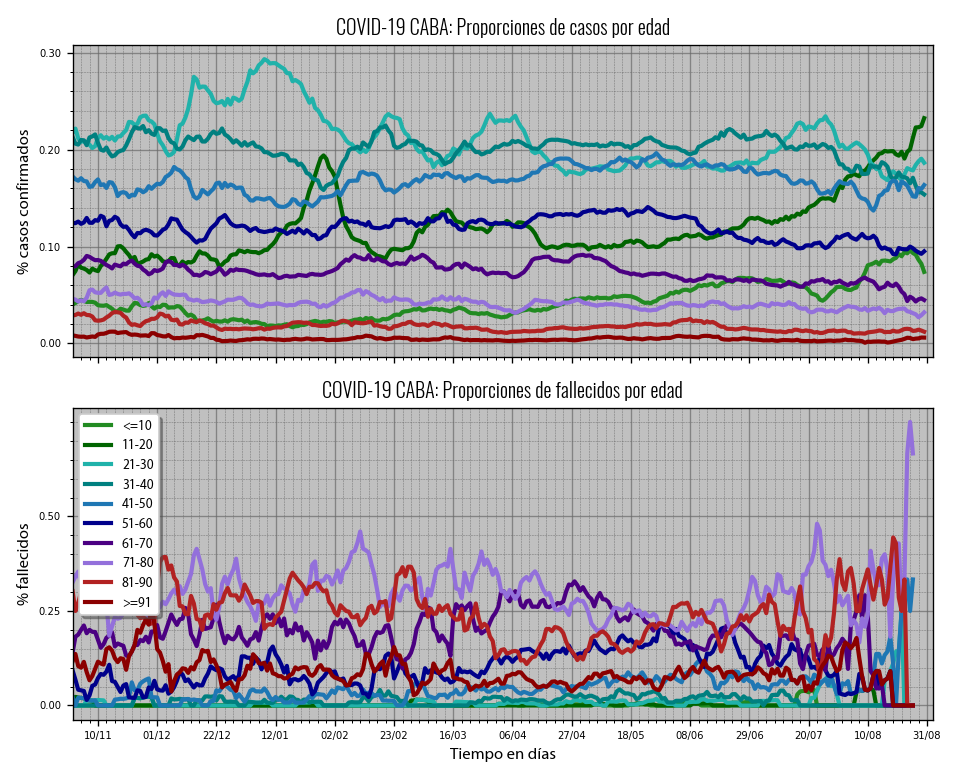 COVID-19 CABA: Proporciones de casos por edad
% casos confirmados
0.30
0.20
0.10
0.00
COVID-19 CABA: Proporciones de fallecidos por edad
% fallecidos
0.50
0.25
0.00
<=10
11-20
21-30
31-40
41-50
51-60
61-70
71-80
81-90
>=91
10/11 01/12 22/12 12/01 02/02 23/02 16/03 06/04 27/04 18/05 08/06 29/06 20/07 10/08 31/08
Tiempo en días